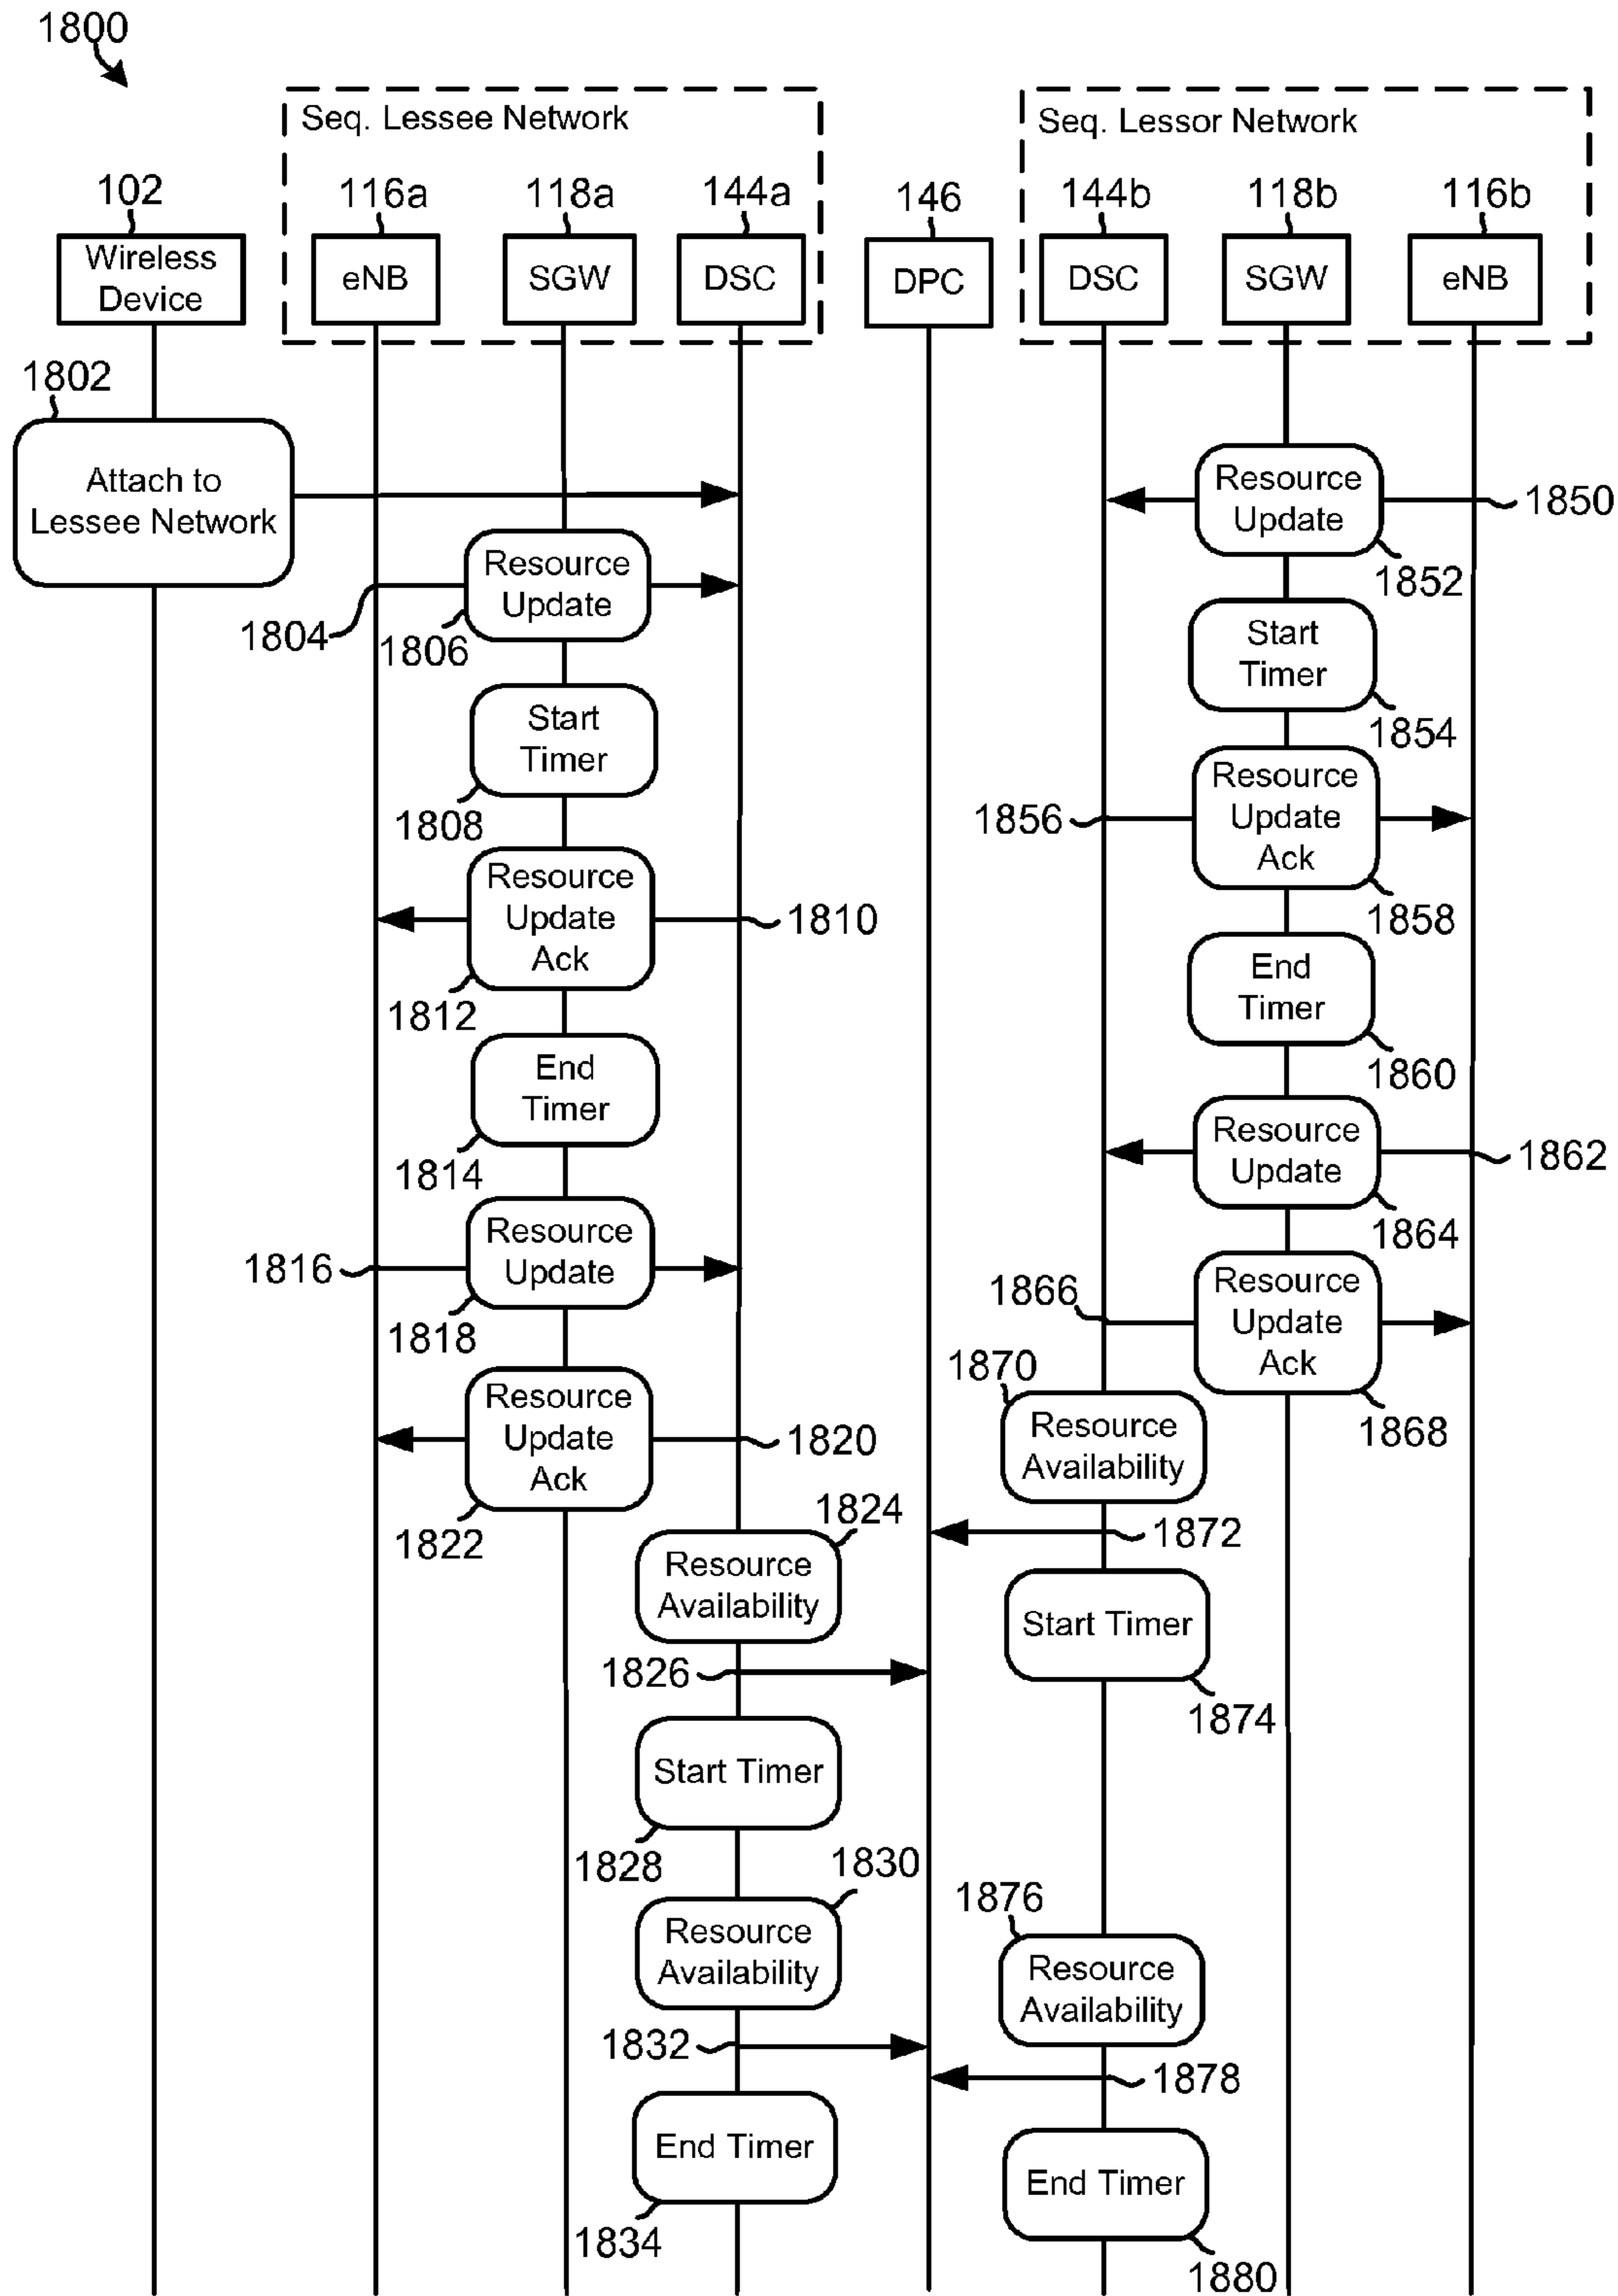 1800
Seq. Lessee Network
Seq. Lessor Network
102
116a
118a
144a
146
144b
118b
116b
Wireless
Device
eNB
SGW
DSC
DPC
DSC
SGW
eNB
1802
Attach to
Lessee Network
Resource
Update
1850
1852
Resource
Update
1804
1806
Start
Timer
1854
Start
Timer
1808
Resource
Update
Ack
1856
1858
Resource
Update
Ack
1810
1812
End
Timer
1860
End
Timer
1814
Resource
Update
1862
1864
Resource
Update
1816
1818
Resource
Update
Ack
1866
1868
Resource
Update
Ack
1820
1822
1870
Resource
Availability
1872
1824
Resource
Availability
1826
Start Timer
1874
Start Timer
1828
1830
Resource
Availability
1832
1876
Resource
Availability
1878
End Timer
1834
End Timer
1880